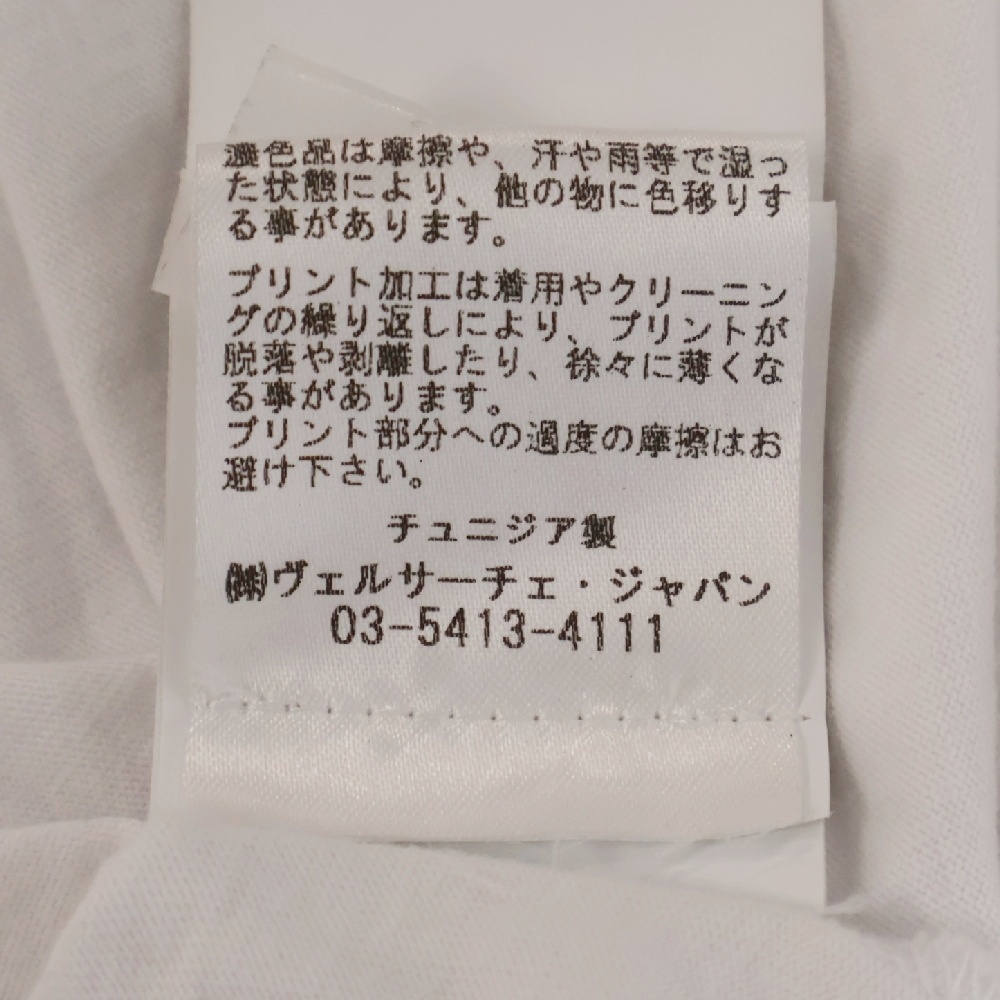 濃色品は摩擦や、汗や雨等で湿っ
た状態により、他の物に色移りす
る事があります。
プリント加工は着用やクリーニン
グの繰り返しにより、プリントが
脱落や剥離したり、徐々に薄くな
る事があります。
プリント部分への過度の摩擦はお
避け下さい。
チュニジア製
㈱ヴェルサーチェ・ジャパン
03-5413-4111